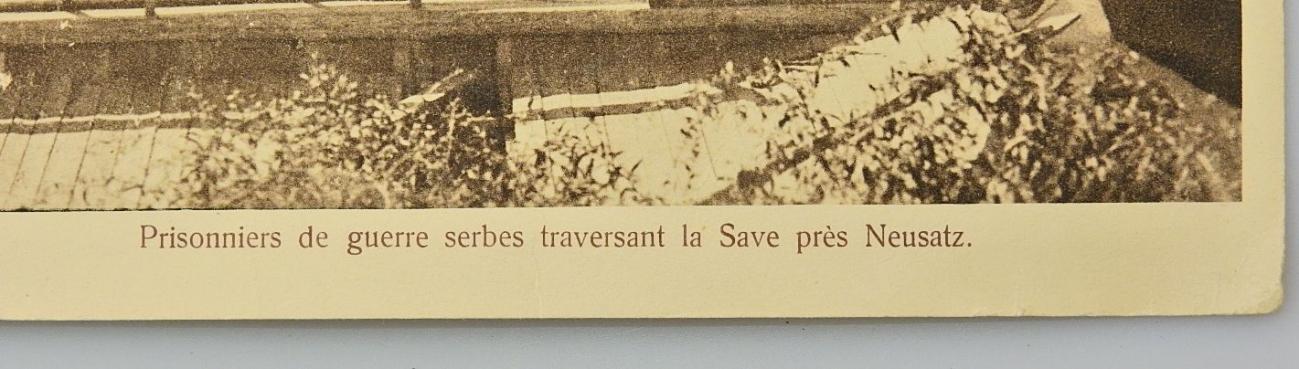 Prisonniers de guerre serbes traversant la Save près Neusatz.